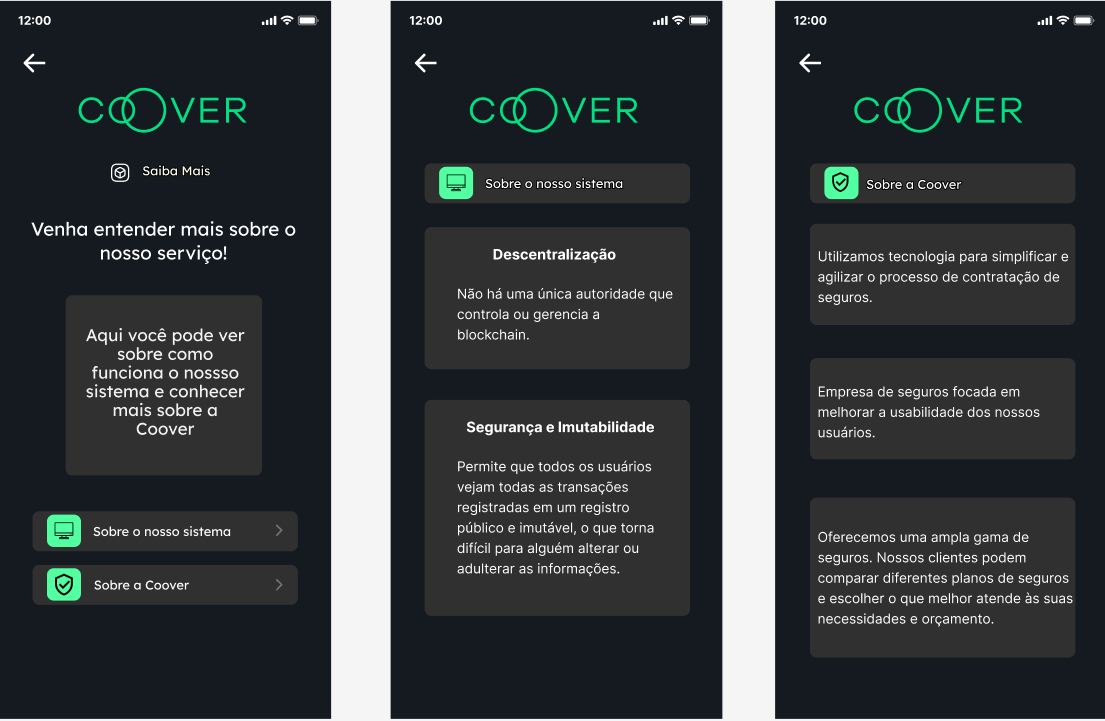 12:00
COOVER
Saiba Mais
Venha entender mais sobre o
nosso serviço!
Aqui você pode ver
sobre como
funciona o nossso
sistema e conhecer
mais sobre a
Coover
Sobre o nosso sistema
Sobre a Coover
12:00
COOVER
Sobre o nosso sistema
Descentralização
Não há uma única autoridade que
controla ou gerencia a
blockchain.
Segurança e Imutabilidade
Permite que todos os usuários
vejam todas as transações
registradas em um registro
público e imutável, o que torna
difícil para alguém alterar ou
adulterar as informações.
12:00
COOVER
Sobre a Coover
Utilizamos tecnologia para simplificar e
agilizar o processo de contratação de
seguros.
Empresa de seguros focada em
melhorar a usabilidade dos nossos
usuários.
Oferecemos uma ampla gama de
seguros. Nossos clientes podem
comparar diferentes planos de seguros
e escolher o que melhor atende às suas
necessidades e orçamento.